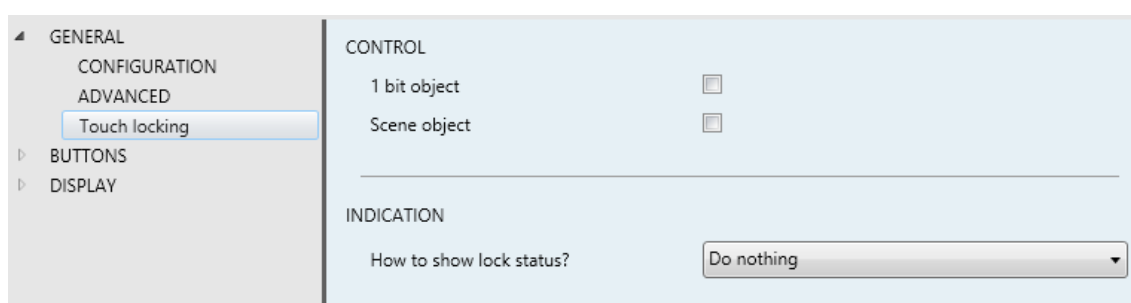 GENERAL
CONFIGURATION
ADVANCED
Touch locking
BUTTONS
DISPLAY
CONTROL
1 bit object
Scene object
INDICATION
How to show lock status? Do nothing